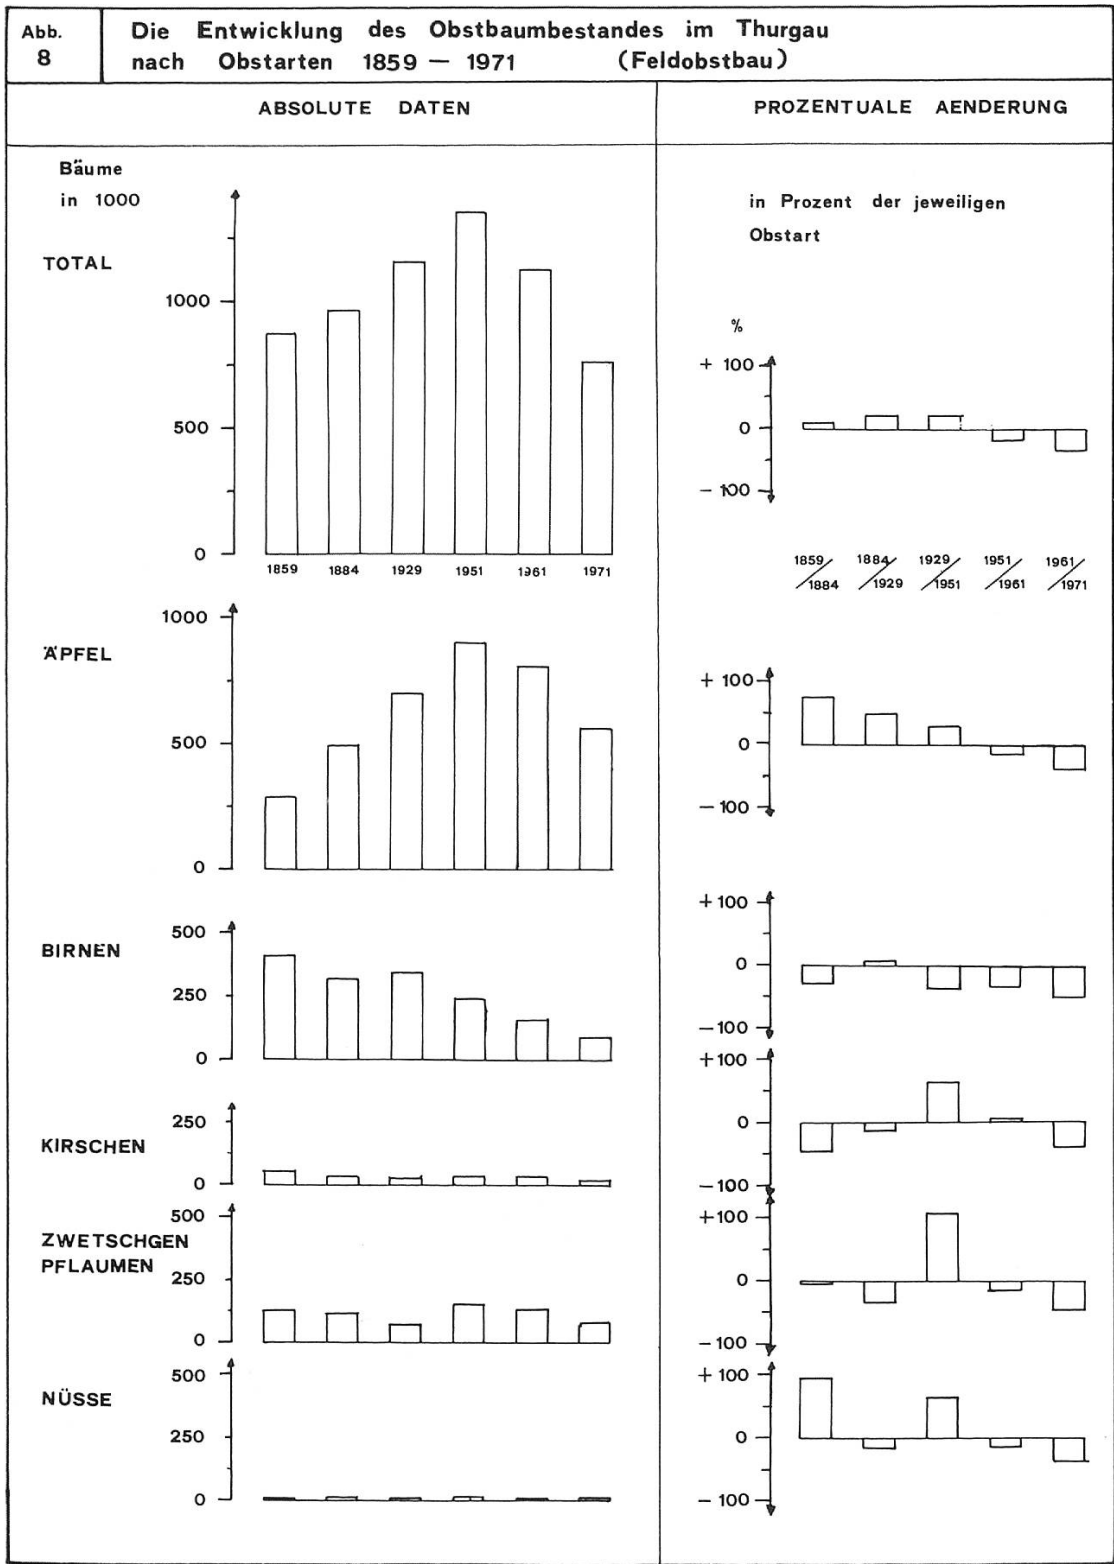 Abb.
8
Die Entwicklung des Obstbaumbestandes im Thurgau
nach Obstarten 1859 — 1971 (Feldobstbau)
ABSOLUTE DATEN
PROZENTUALE AENDERUNG
Bäume
in 1000
in Prozent der jeweiligen
Obstart
TOTAL
1000
500
0
1859 1884 1929 1951 1961 1971
%
+ 100
0
− 100
1859/1884 1884/1929 1929/1951 1951/1961 1961/1971
ÄPFEL
1000
500
0
+ 100
0
− 100
BIRNEN
500
250
0
+ 100
0
− 100
KIRSCHEN
250
0
+ 100
0
− 100
ZWETSCHGEN
PFLAUMEN
500
250
0
+ 100
0
− 100
NÜSSE
500
250
0
+ 100
0
− 100